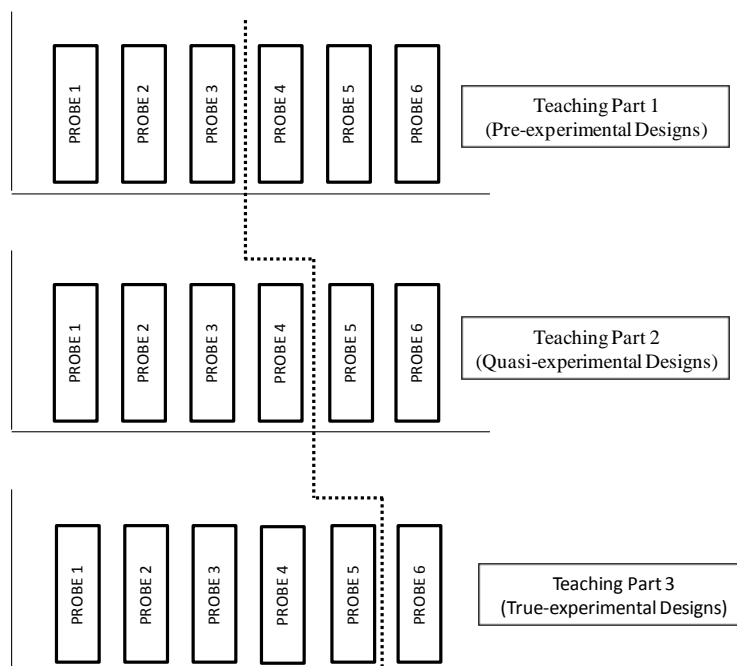 PROBE 1
PROBE 2
PROBE 3
PROBE 4
PROBE 5
PROBE 6
Teaching Part 1
(Pre-experimental Designs)
PROBE 1
PROBE 2
PROBE 3
PROBE 4
PROBE 5
PROBE 6
Teaching Part 2
(Quasi-experimental Designs)
PROBE 1
PROBE 2
PROBE 3
PROBE 4
PROBE 5
PROBE 6
Teaching Part 3
(True-experimental Designs)